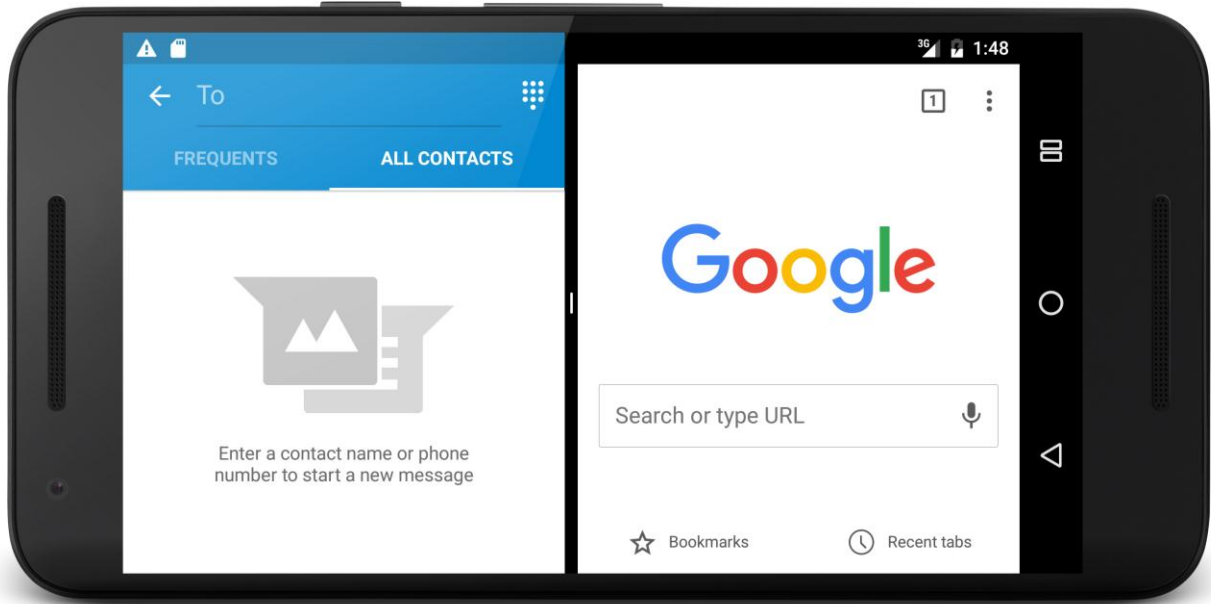 3G 1:48
To
FREQUENTS ALL CONTACTS
Enter a contact name or phone
number to start a new message
1
Google
Search or type URL
Bookmarks Recent tabs